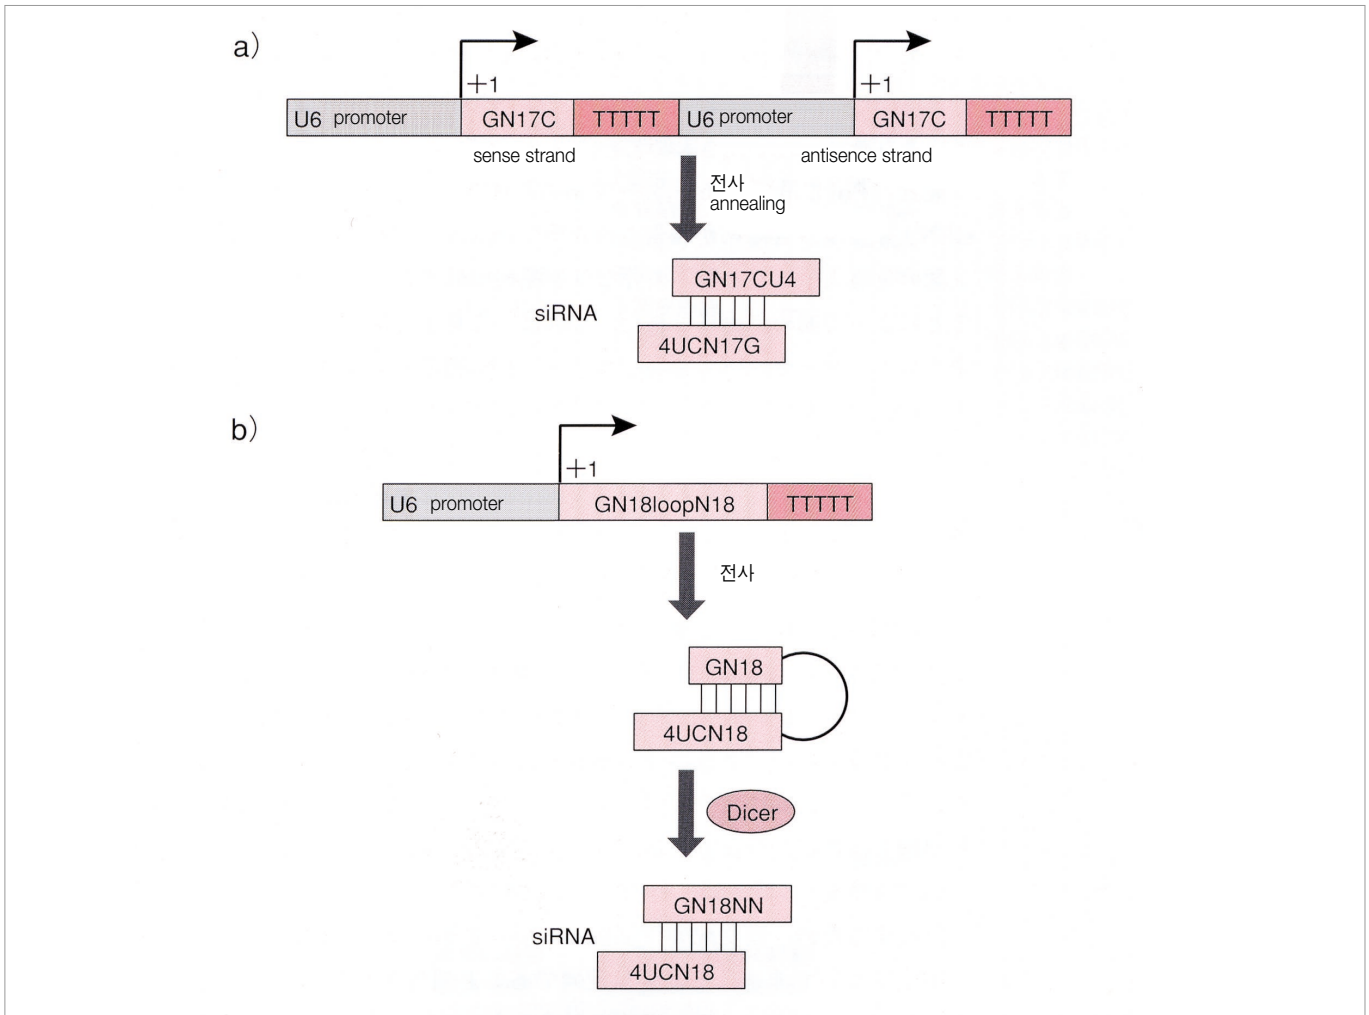 a)
+1 +1
U6 promoter GN17C TTTTT U6 promoter GN17C TTTTT
sense strand antisence strand
전사
annealing
GN17CU4
siRNA
4UCN17G
b)
+1
U6 promoter GN18loopN18 TTTTT
전사
GN18
4UCN18
Dicer
GN18NN
siRNA
4UCN18